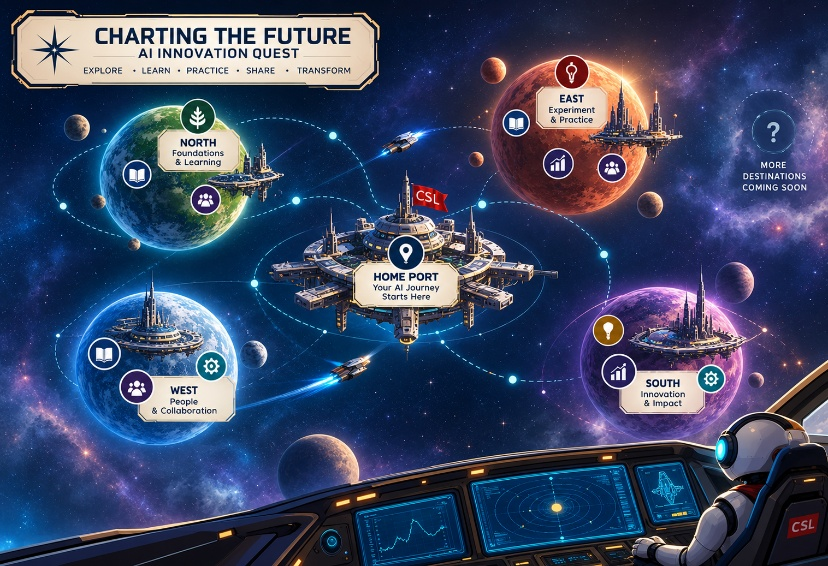 CHARTING THE FUTURE
AI INNOVATION QUEST
EXPLORE • LEARN • PRACTICE • SHARE • TRANSFORM
NORTH
Foundations
& Learning
EAST
Experiment
& Practice
?
MORE
DESTINATIONS
COMING SOON
CSL
HOME PORT
Your AI Journey
Starts Here
WEST
People
& Collaboration
SOUTH
Innovation
& Impact
CSL